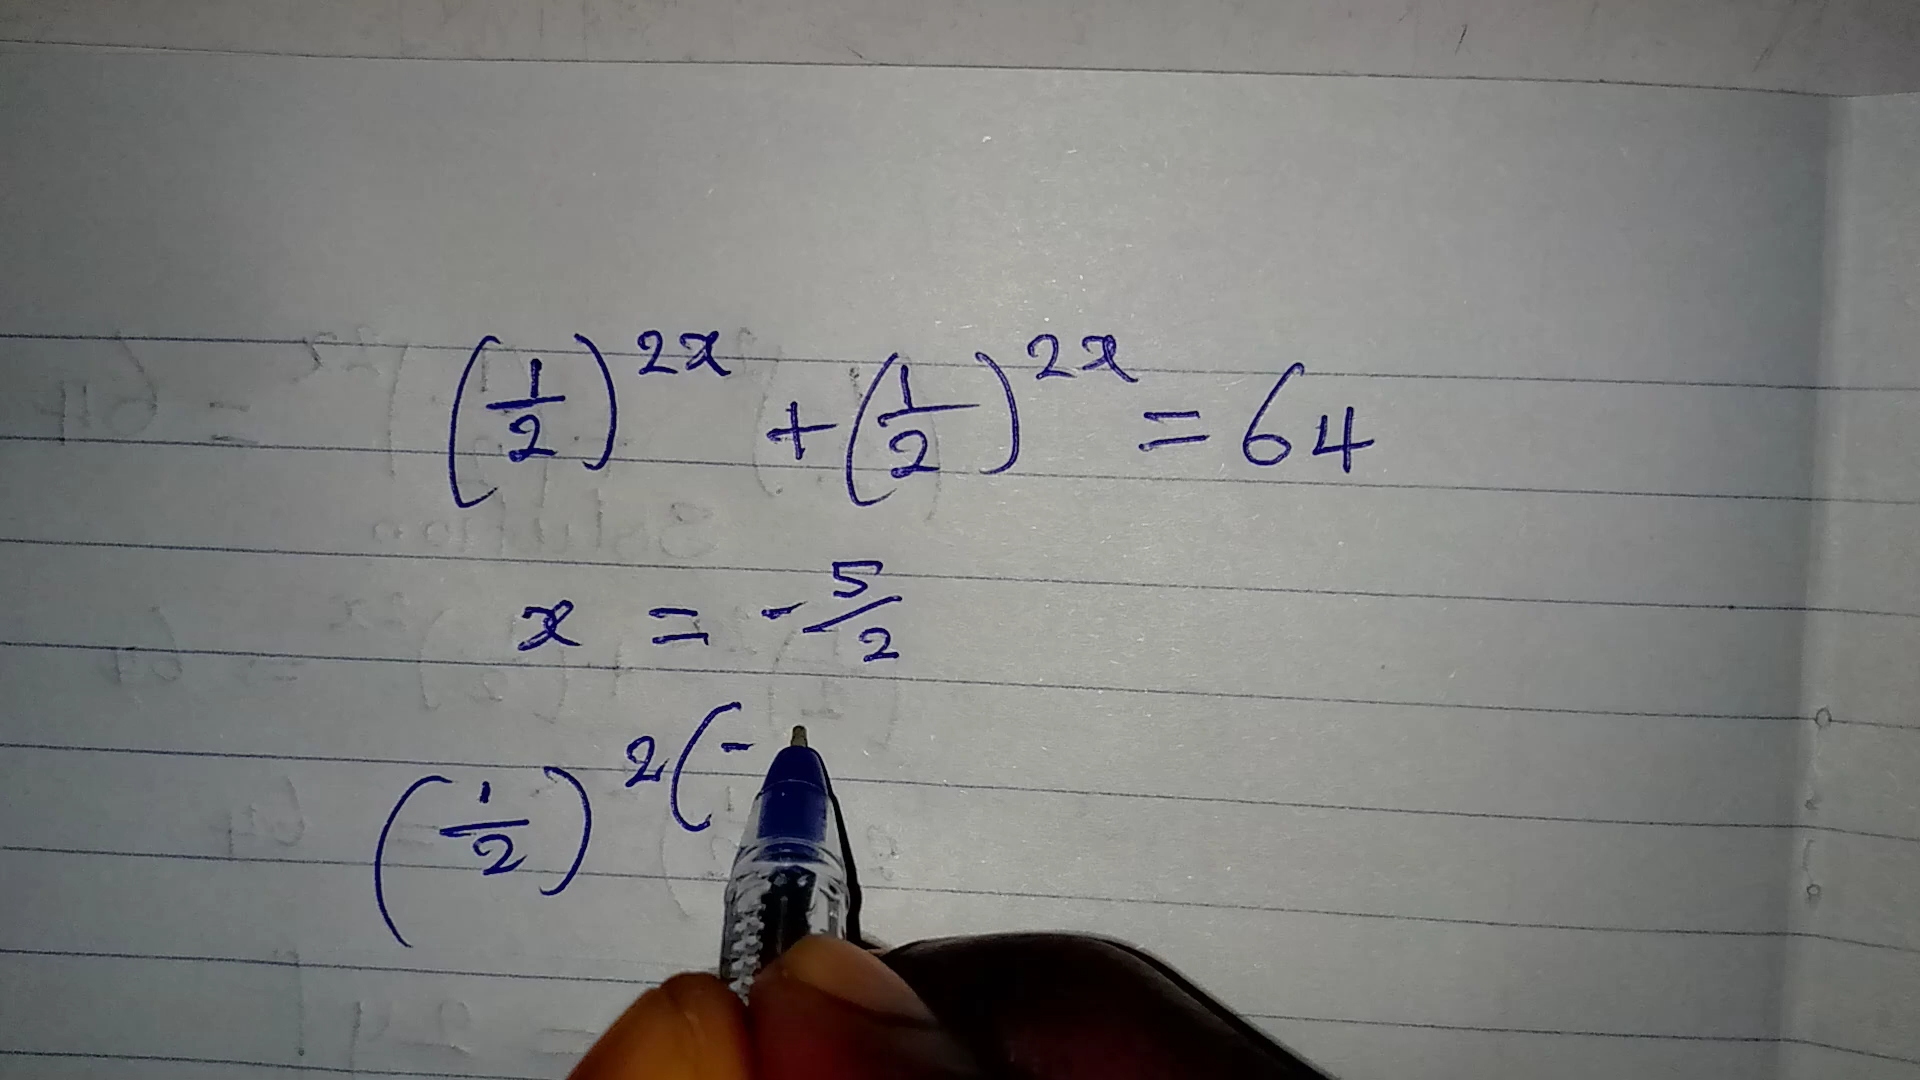 (1/2)^2x + (1/2)^2x = 64
x = -5/2
(1/2)^2(-